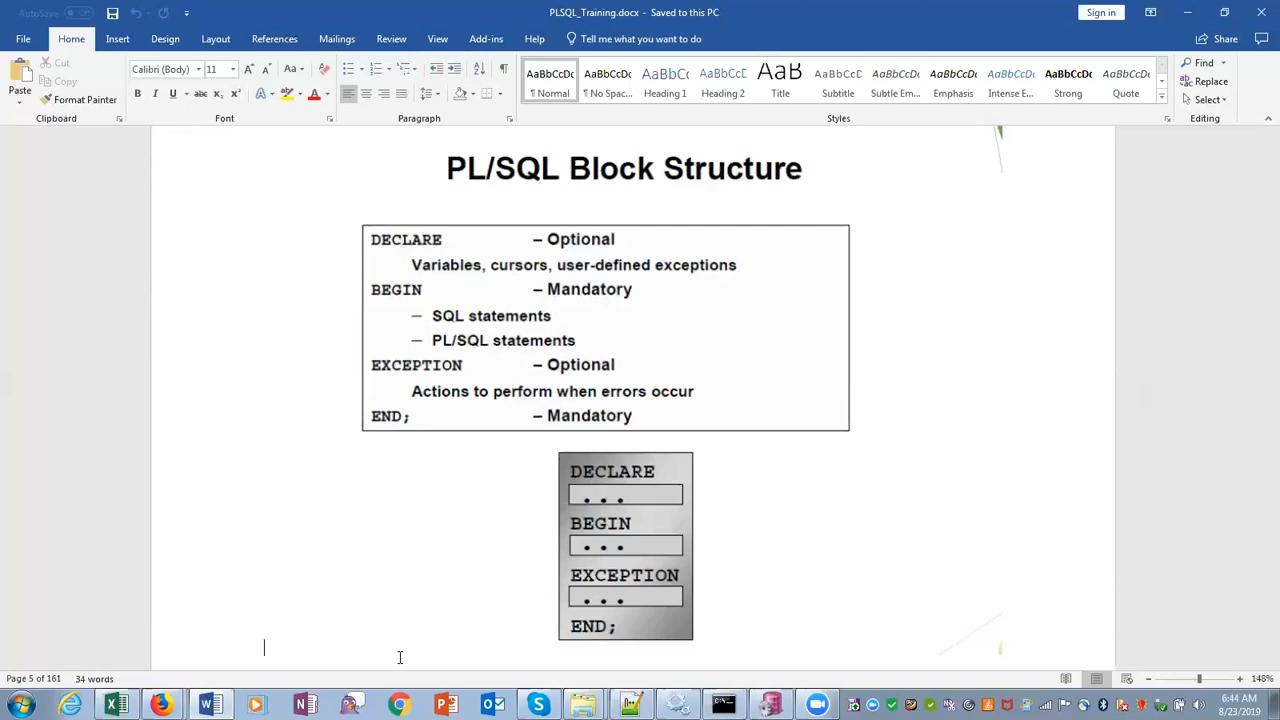 AutoSave
PLSQL_Training.docx - Saved to this PC
Sign in
File Home Insert Design Layout References Mailings Review View Add-ins Help Tell me what you want to do Share
Cut
Copy
Paste
Format Painter
Clipboard
Calibri (Body) 11
Font
Paragraph
AaBbCcDc AaBbCcDc AaBbCc AaBbCcD AaB AaBbCcD AaBbCcDc AaBbCcDc AaBbCcDc AaBbCcDc AaBbCcDc
¶ Normal ¶ No Spac... Heading 1 Heading 2 Title Subtitle Subtle Em... Emphasis Intense E... Strong Quote
Styles
Find
Replace
Select
Editing
PL/SQL Block Structure
DECLARE – Optional
Variables, cursors, user-defined exceptions
BEGIN – Mandatory
– SQL statements
– PL/SQL statements
EXCEPTION – Optional
Actions to perform when errors occur
END; – Mandatory
DECLARE
...
BEGIN
...
EXCEPTION
...
END;
Page 5 of 161 34 words
148%
6:44 AM
8/23/2019